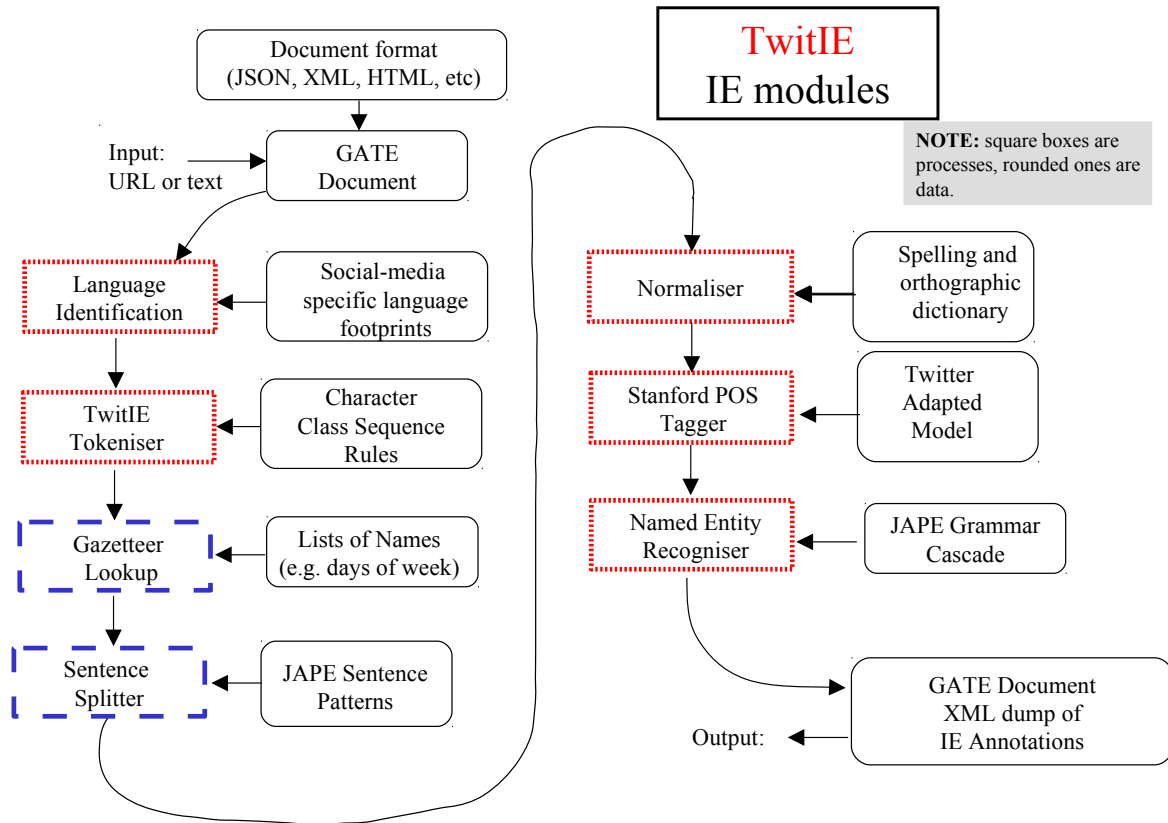 TwitIE
IE modules
NOTE: square boxes are
processes, rounded ones are
data.
Document format
(JSON, XML, HTML, etc)
Input:
URL or text
GATE
Document
Language
Identification
Social-media
specific language
footprints
TwitIE
Tokeniser
Character
Class Sequence
Rules
Gazetteer
Lookup
Lists of Names
(e.g. days of week)
Sentence
Splitter
JAPE Sentence
Patterns
Normaliser
Spelling and
orthographic
dictionary
Stanford POS
Tagger
Twitter
Adapted
Model
Named Entity
Recogniser
JAPE Grammar
Cascade
GATE Document
XML dump of
IE Annotations
Output: